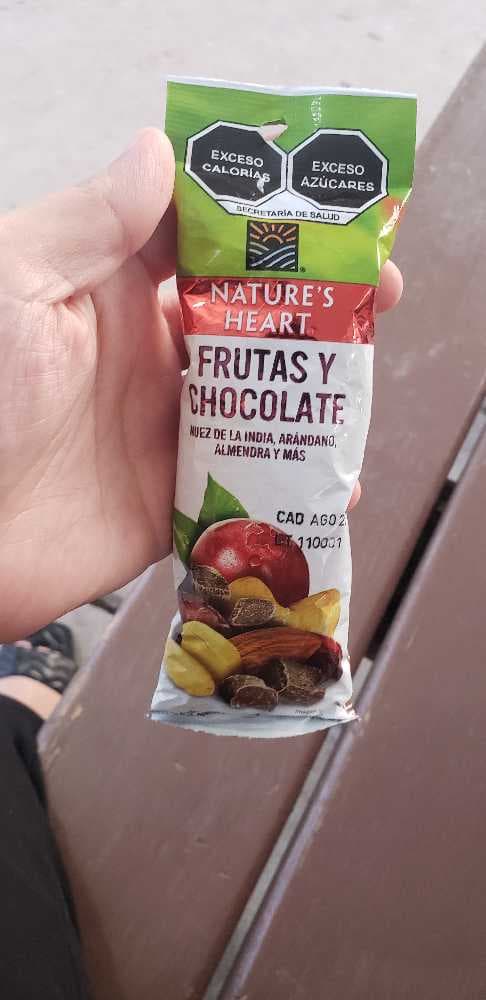 EXCESO
CALORÍAS
EXCESO
AZÚCARES
SECRETARÍA DE SALUD
NATURE'S
HEART
FRUTAS Y
CHOCOLATE
NUEZ DE LA INDIA, ARÁNDANO,
ALMENDRA Y MÁS
CAD AGO
110001